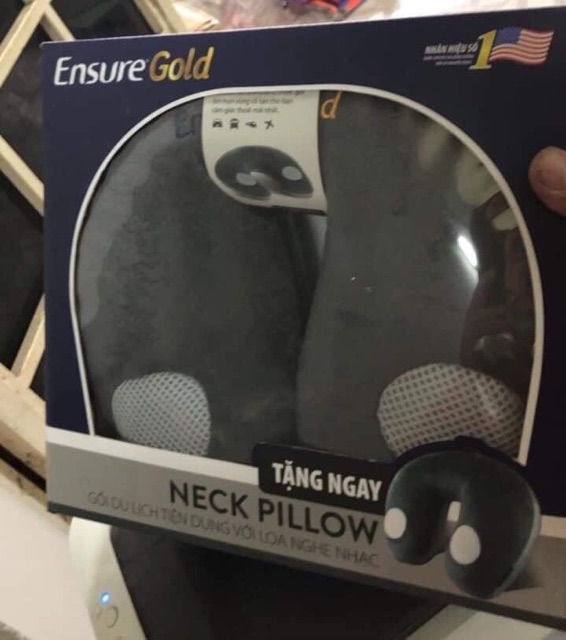 Ensure Gold
NHÃN HIỆU SỐ 1
d
TẶNG NGAY
NECK PILLOW
GỐI DU LỊCH TIỆN DỤNG VỚI LOA NGHE NHẠC